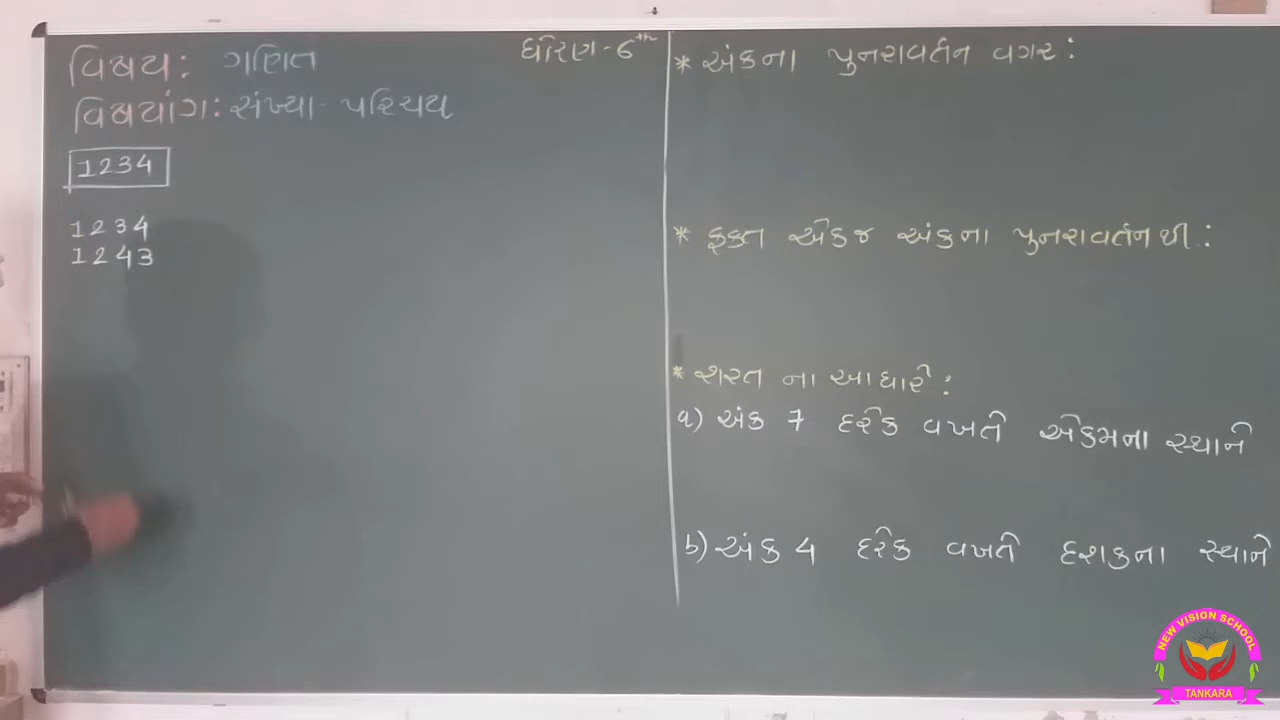 વિષય: ગણિત
ધોરણ-6th
વિષયાંગ: સંખ્યા-પરિચય
1234
1234
1243
* અંકના પુનરાવર્તન વગર:
* ફક્ત એકજ અંકના પુનરાવર્તનથી:
* શરત ના આધારે:
a) અંક 7 દરેક વખતે એકમના સ્થાને
b) અંક 4 દરેક વખતે દશકના સ્થાને
NEW VISION SCHOOL
TANKARA